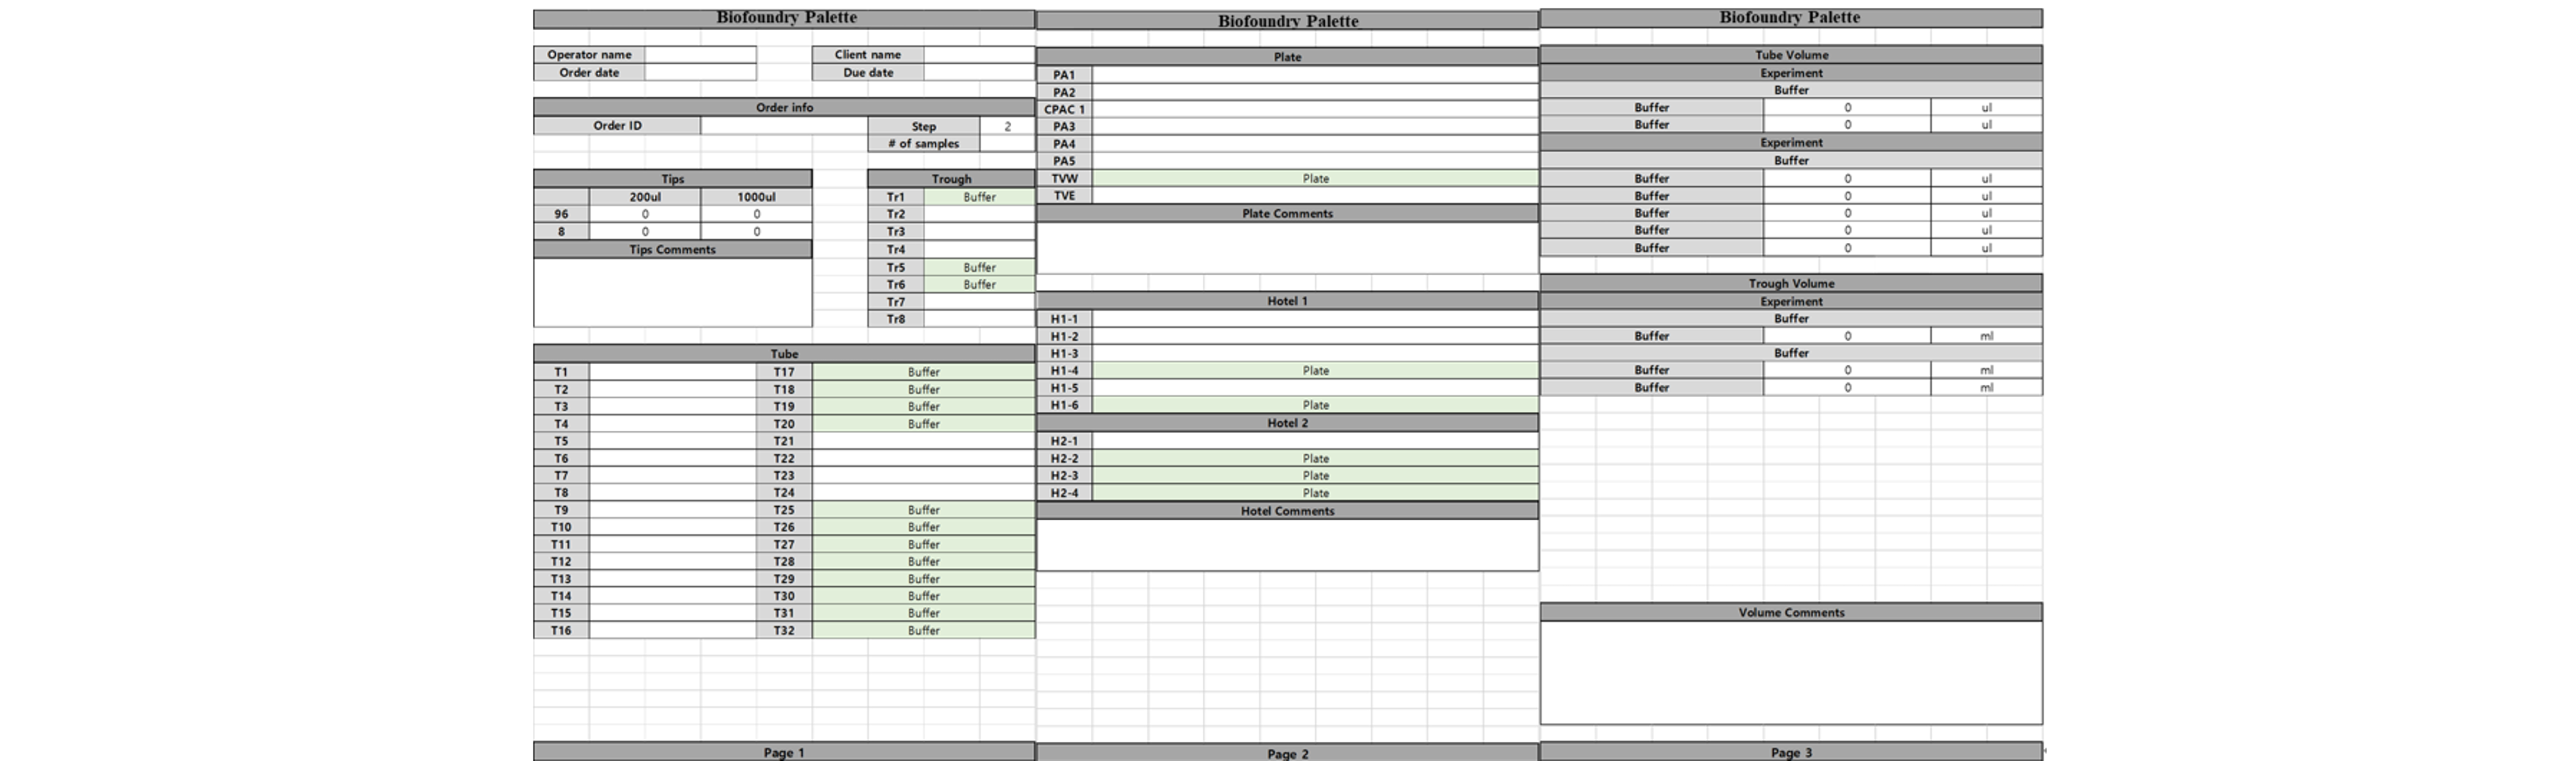 Biofoundry Palette
Operator name Client name
Order date Due date
Order info
Order ID Step 2
# of samples
Tips Trough
200ul 1000ul Tr1 Buffer
96 0 0 Tr2
8 0 0 Tr3
Tips Comments Tr4
Tr5 Buffer
Tr6 Buffer
Tr7
Tr8
Tube
T1 T17 Buffer
T2 T18 Buffer
T3 T19 Buffer
T4 T20 Buffer
T5 T21
T6 T22
T7 T23
T8 T24
T9 T25 Buffer
T10 T26 Buffer
T11 T27 Buffer
T12 T28 Buffer
T13 T29 Buffer
T14 T30 Buffer
T15 T31 Buffer
T16 T32 Buffer
Page 1
Biofoundry Palette
Plate
PA1
PA2
CPAC 1
PA3
PA4
PA5
TVW Plate
TVE
Plate Comments
Hotel 1
H1-1
H1-2
H1-3
H1-4 Plate
H1-5
H1-6 Plate
Hotel 2
H2-1
H2-2 Plate
H2-3 Plate
H2-4 Plate
Hotel Comments
Page 2
Biofoundry Palette
Tube Volume
Experiment
Buffer
Buffer 0 ul
Buffer 0 ul
Experiment
Buffer
Buffer 0 ul
Buffer 0 ul
Buffer 0 ul
Buffer 0 ul
Buffer 0 ul
Trough Volume
Experiment
Buffer
Buffer 0 ml
Buffer
Buffer 0 ml
Buffer 0 ml
Volume Comments
Page 3